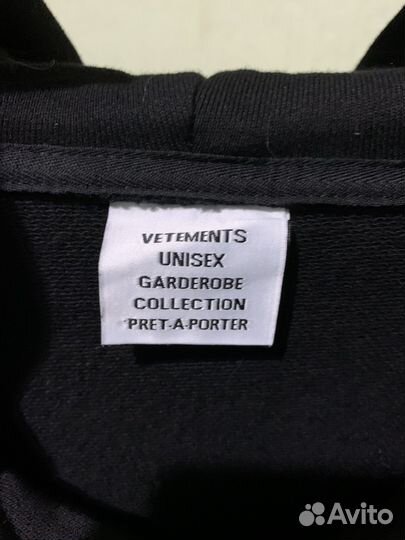 VETEMENTS
UNISEX
GARDEROBE
COLLECTION
PRET-A-PORTER
Avito